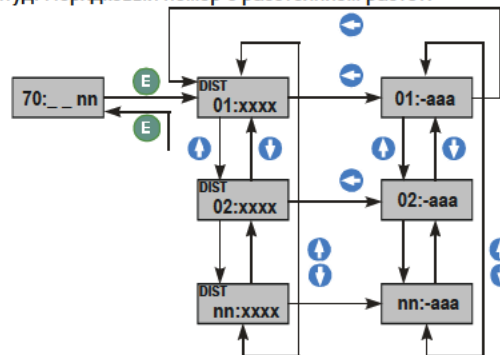 E
70:_ _ nn
E
DIST
01:xxxx
01:-aaa
DIST
02:xxxx
02:-aaa
DIST
nn:xxxx
nn:-aaa